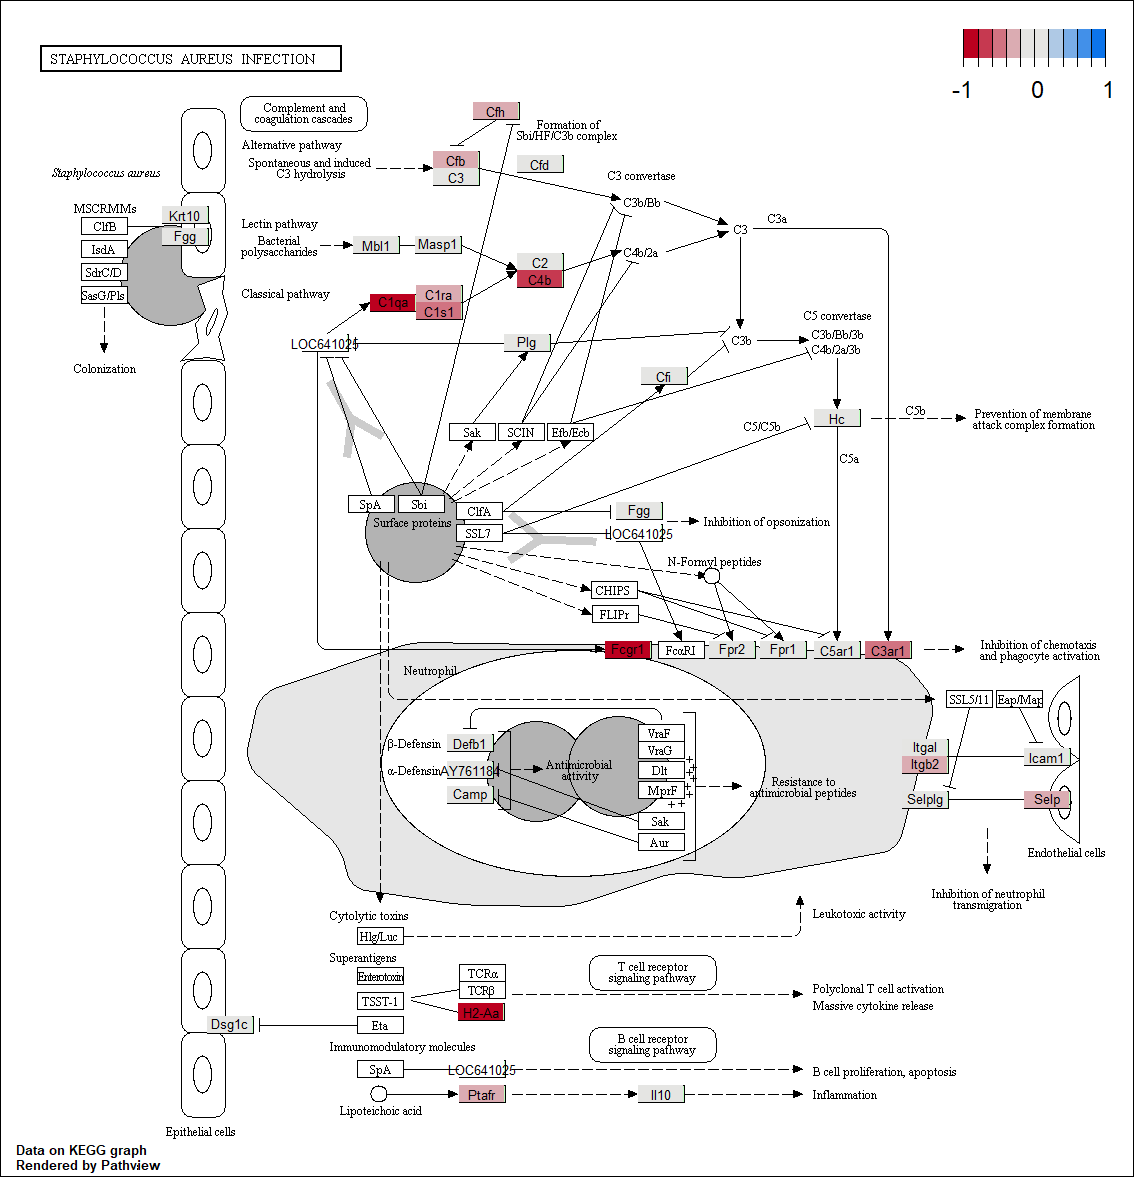 STAPHYLOCOCCUS AUREUS INFECTION
-1 0 1
Complement and
coagulation cascades
Cfh
Formation of
Sbi/HF/C3b complex
Alternative pathway
Spontaneous and induced
C3 hydrolysis
Cfb
C3
Cfd
Staphylococcus aureus
C3 convertase
C3b/Bb
MSCRMMs
ClfB
IsdA
SdrC/D
SasG/Pls
Krt10
Fgg
Lectin pathway
Bacterial
polysaccharides
Mbl1
Masp1
C2
C4b
C4b/2a
C3
C3a
Classical pathway
C1qa
C1ra
C1s1
C5 convertase
C3b/Bb/3b
C4b/2a/3b
LOC641025
Plg
C3b
Colonization
Cfi
Sak
SCIN
Efb/Ecb
C5/C5b
Hc
C5b
Prevention of membrane
attack complex formation
C5a
SpA
Sbi
Surface proteins
ClfA
SSL7
Fgg
LOC641025
Inhibition of opsonization
N-Formyl peptides
CHIPS
FLIPr
Fcgr1
FcαRI
Fpr2
Fpr1
C5ar1
C3ar1
Inhibition of chemotaxis
and phagocyte activation
Neutrophil
SSL5/11
Eap/Map
β-Defensin
Defb1
α-Defensin
AY761184
Camp
Antimicrobial
activity
VraF
VraG
Dlt
MprF
Sak
Aur
+
+ +
+
+ +
+ +
Resistance to
antimicrobial peptides
Itgal
Itgb2
Icam1
Selplg
Selp
Endothelial cells
Inhibition of neutrophil
transmigration
Cytolytic toxins
Hlg/Luc
Leukotoxic activity
Superantigens
Enterotoxin
TSST-1
Eta
TCRα
TCRβ
H2-Aa
T cell receptor
signaling pathway
Polyclonal T cell activation
Massive cytokine release
Dsg1c
Immunomodulatory molecules
B cell receptor
signaling pathway
SpA
LOC641025
B cell proliferation, apoptosis
Lipoteichoic acid
Ptafr
Il10
Inflammation
Epithelial cells
Data on KEGG graph
Rendered by Pathview